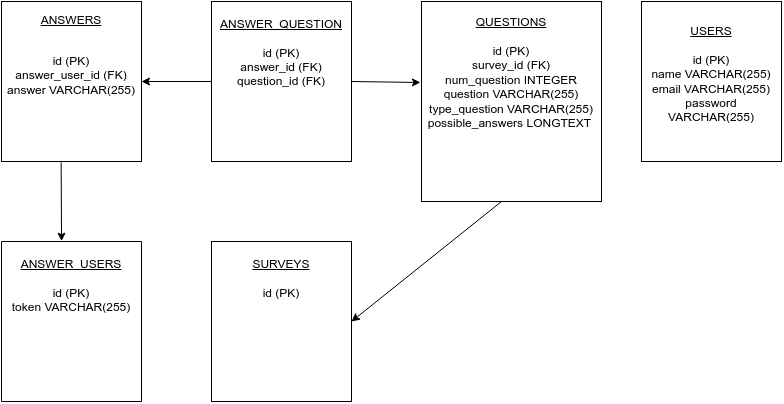 ANSWERS
id (PK)
answer_user_id (FK)
answer VARCHAR(255)
ANSWER_QUESTION
id (PK)
answer_id (FK)
question_id (FK)
QUESTIONS
id (PK)
survey_id (FK)
num_question INTEGER
question VARCHAR(255)
type_question VARCHAR(255)
possible_answers LONGTEXT
USERS
id (PK)
name VARCHAR(255)
email VARCHAR(255)
password
VARCHAR(255)
ANSWER_USERS
id (PK)
token VARCHAR(255)
SURVEYS
id (PK)